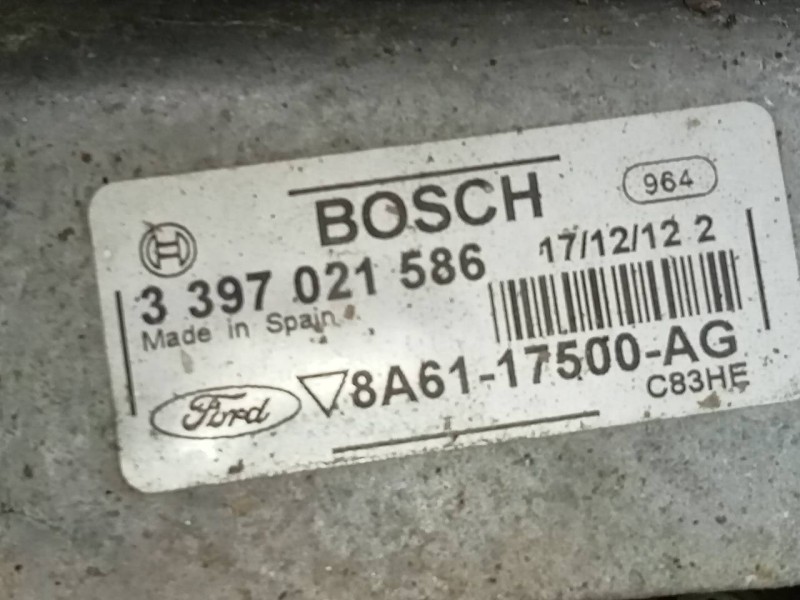 BOSCH
964
3 397 021 586
17/12/12 2
Made in Spain
Ford
8A61-17500-AG
C83HE